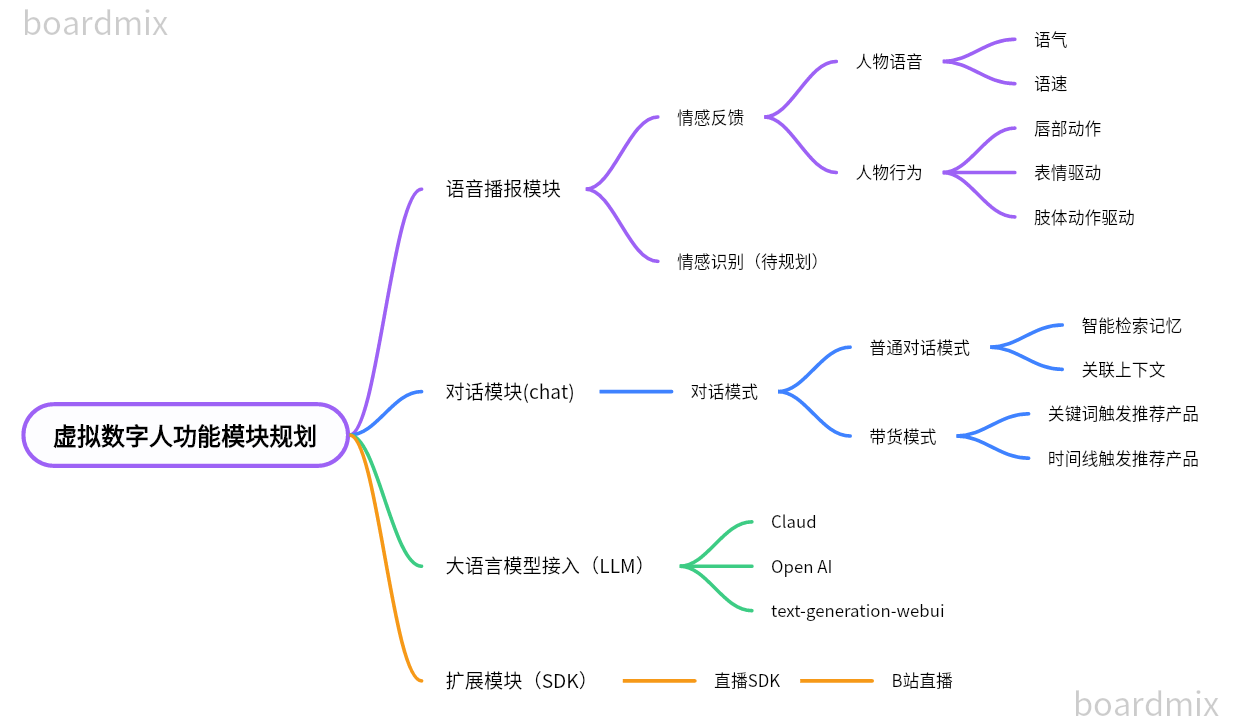 boardmix
虚拟数字人功能模块规划
语音播报模块
情感反馈
人物语音
语气
语速
人物行为
唇部动作
表情驱动
肢体动作驱动
情感识别（待规划）
对话模块(chat)
对话模式
普通对话模式
智能检索记忆
关联上下文
带货模式
关键词触发推荐产品
时间线触发推荐产品
大语言模型接入（LLM）
Claud
Open AI
text-generation-webui
扩展模块（SDK）
直播SDK
B站直播
boardmix